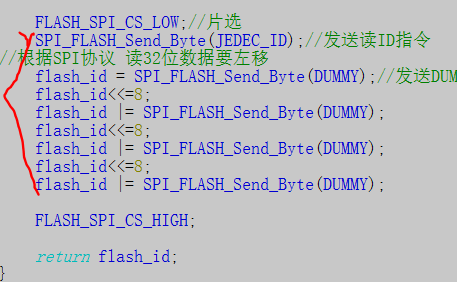 FLASH_SPI_CS_LOW;//片选
SPI_FLASH_Send_Byte(JEDEC_ID);//发送读ID指令
//根据SPI协议 读32位数据要左移
flash_id = SPI_FLASH_Send_Byte(DUMMY);//发送DUM
flash_id<<=8;
flash_id |= SPI_FLASH_Send_Byte(DUMMY);
flash_id<<=8;
flash_id |= SPI_FLASH_Send_Byte(DUMMY);
flash_id<<=8;
flash_id |= SPI_FLASH_Send_Byte(DUMMY);
FLASH_SPI_CS_HIGH;
return flash_id;
}